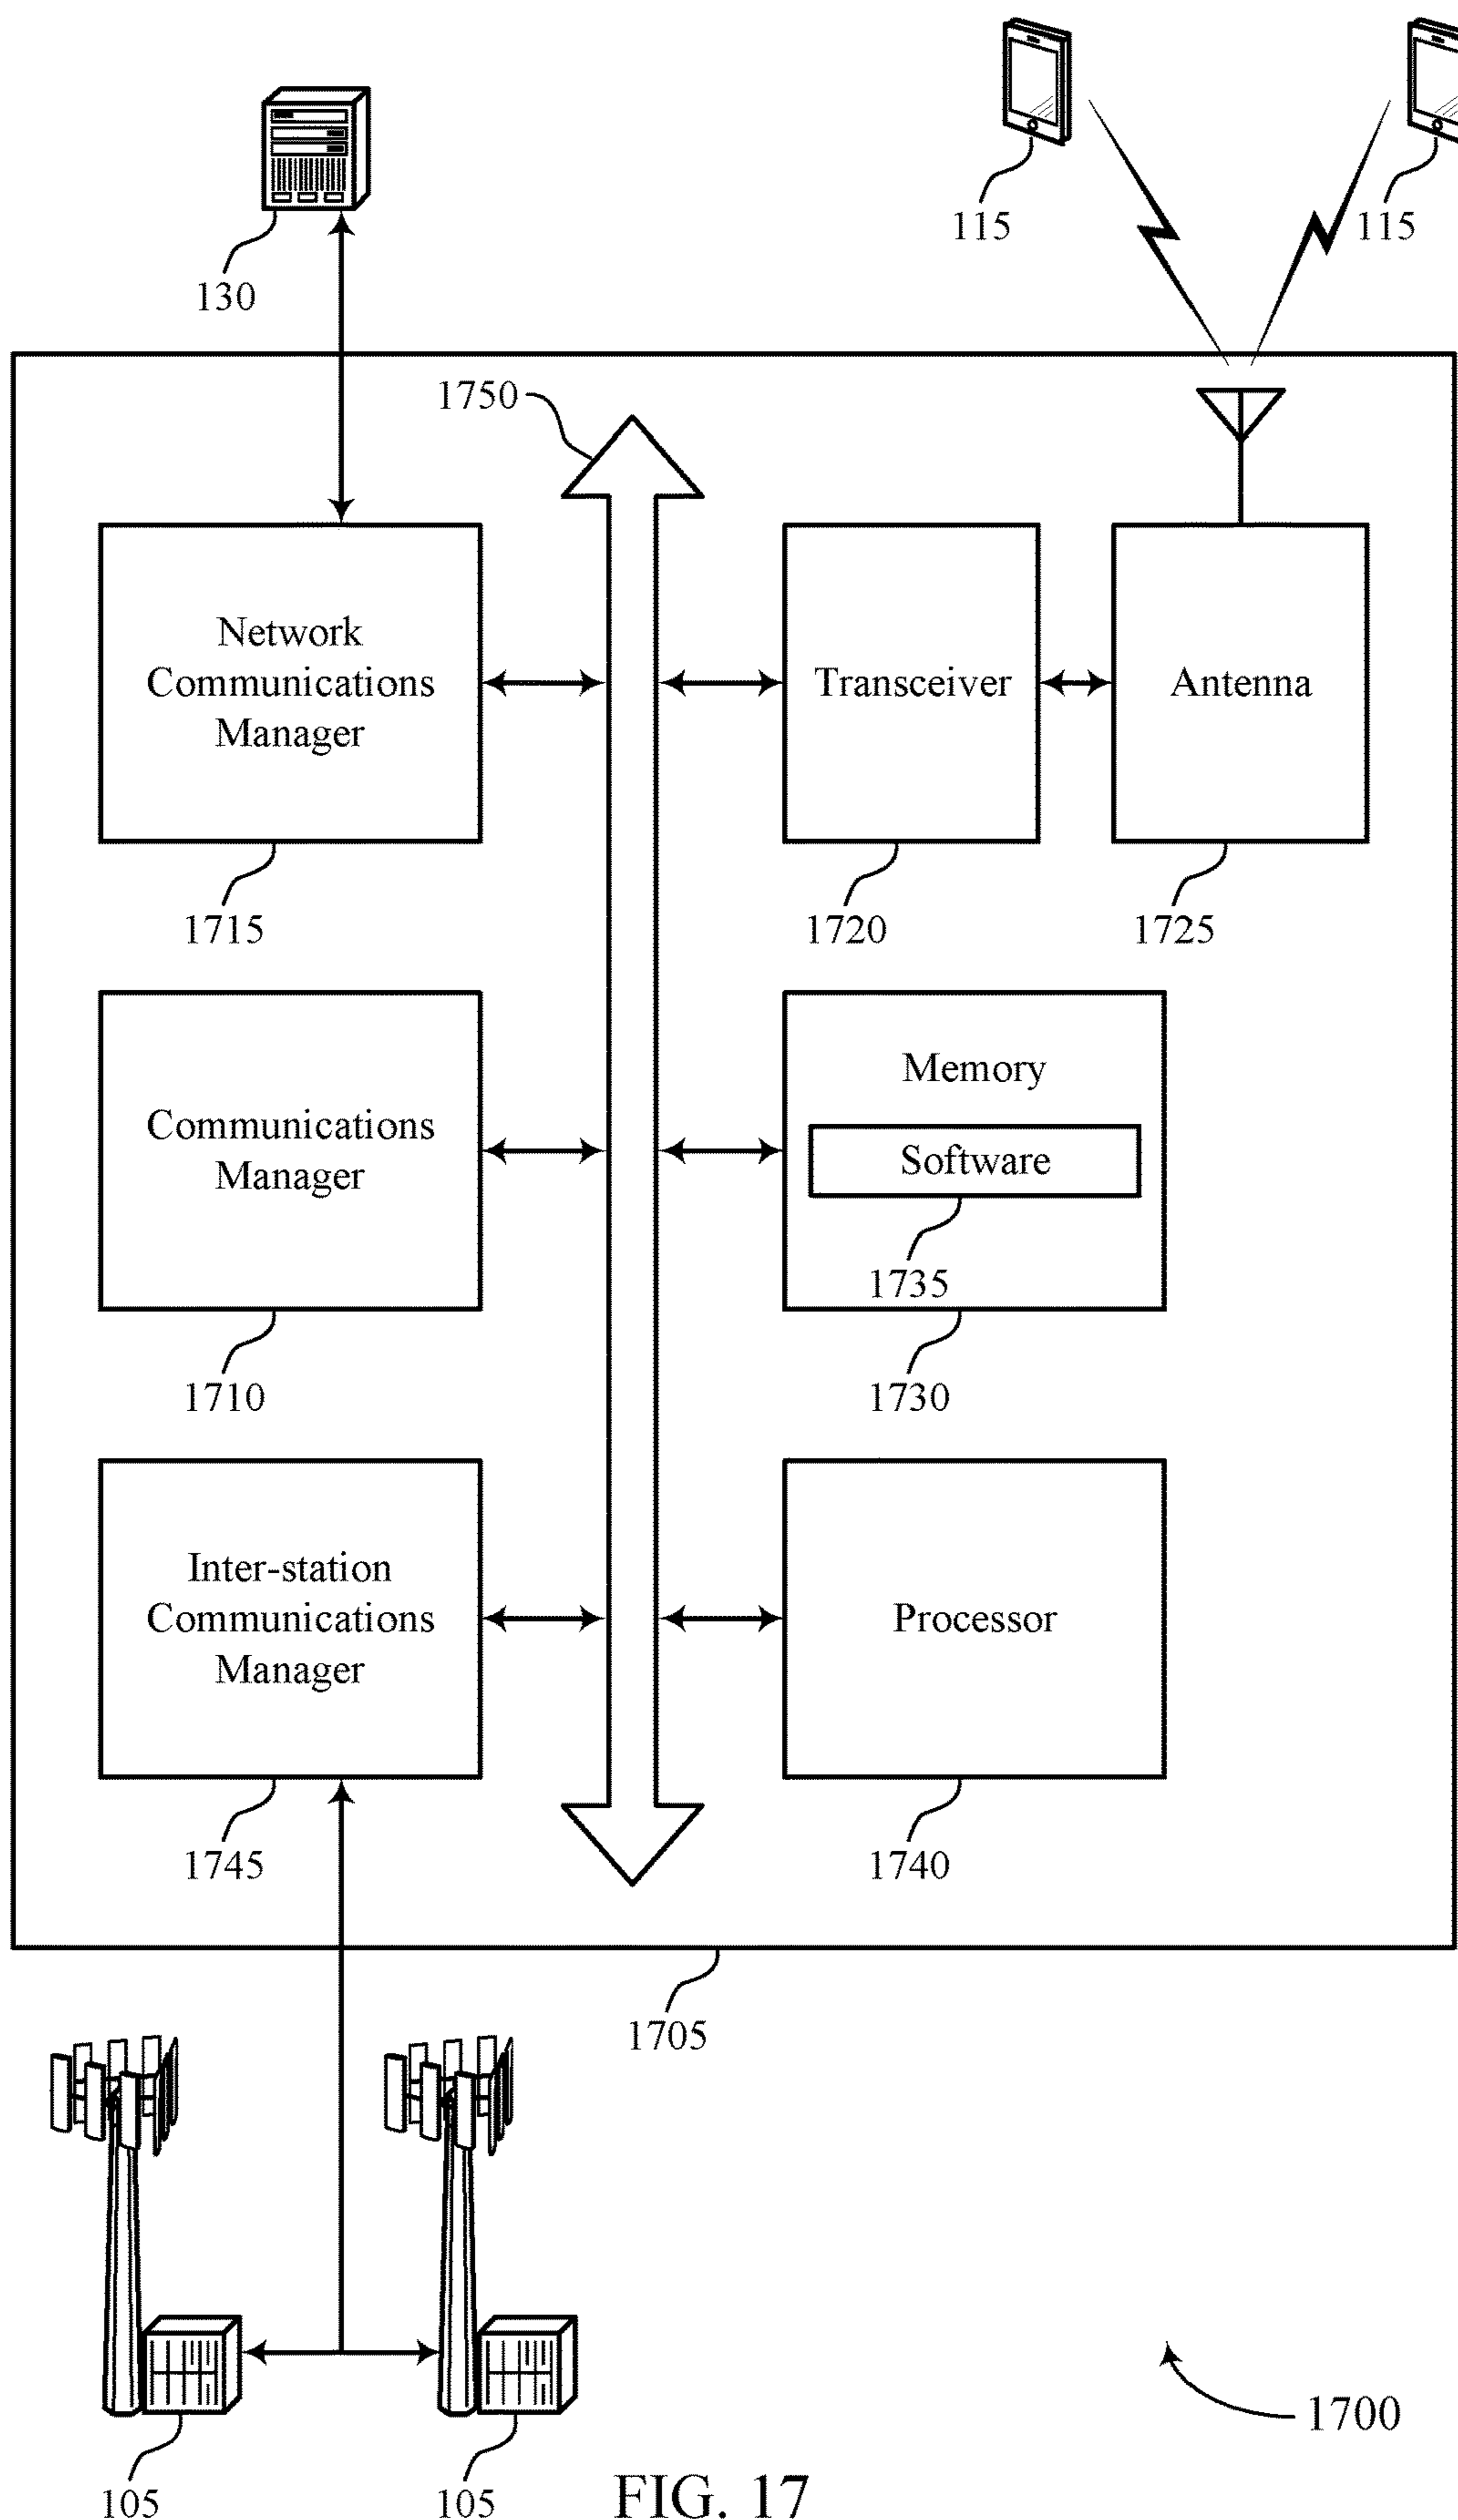 130
115
115
1750
Network
Communications
Manager
Transceiver
Antenna
1715
1720
1725
Communications
Manager
Memory
Software
1735
1710
1730
Inter-station
Communications
Manager
Processor
1745
1740
1705
1700
105
105
FIG. 17